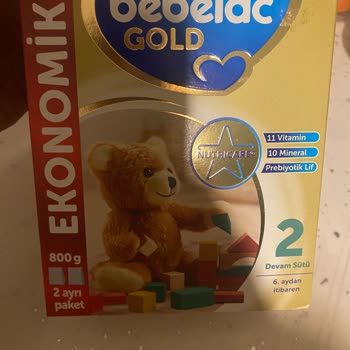 bebelac
GOLD
EKONOMİK
NUTRICARE
11 Vitamin
10 Mineral
Prebiyotik Lif
800g
2 ayrı
paket
2
Devam Sütü
6. aydan
itibaren